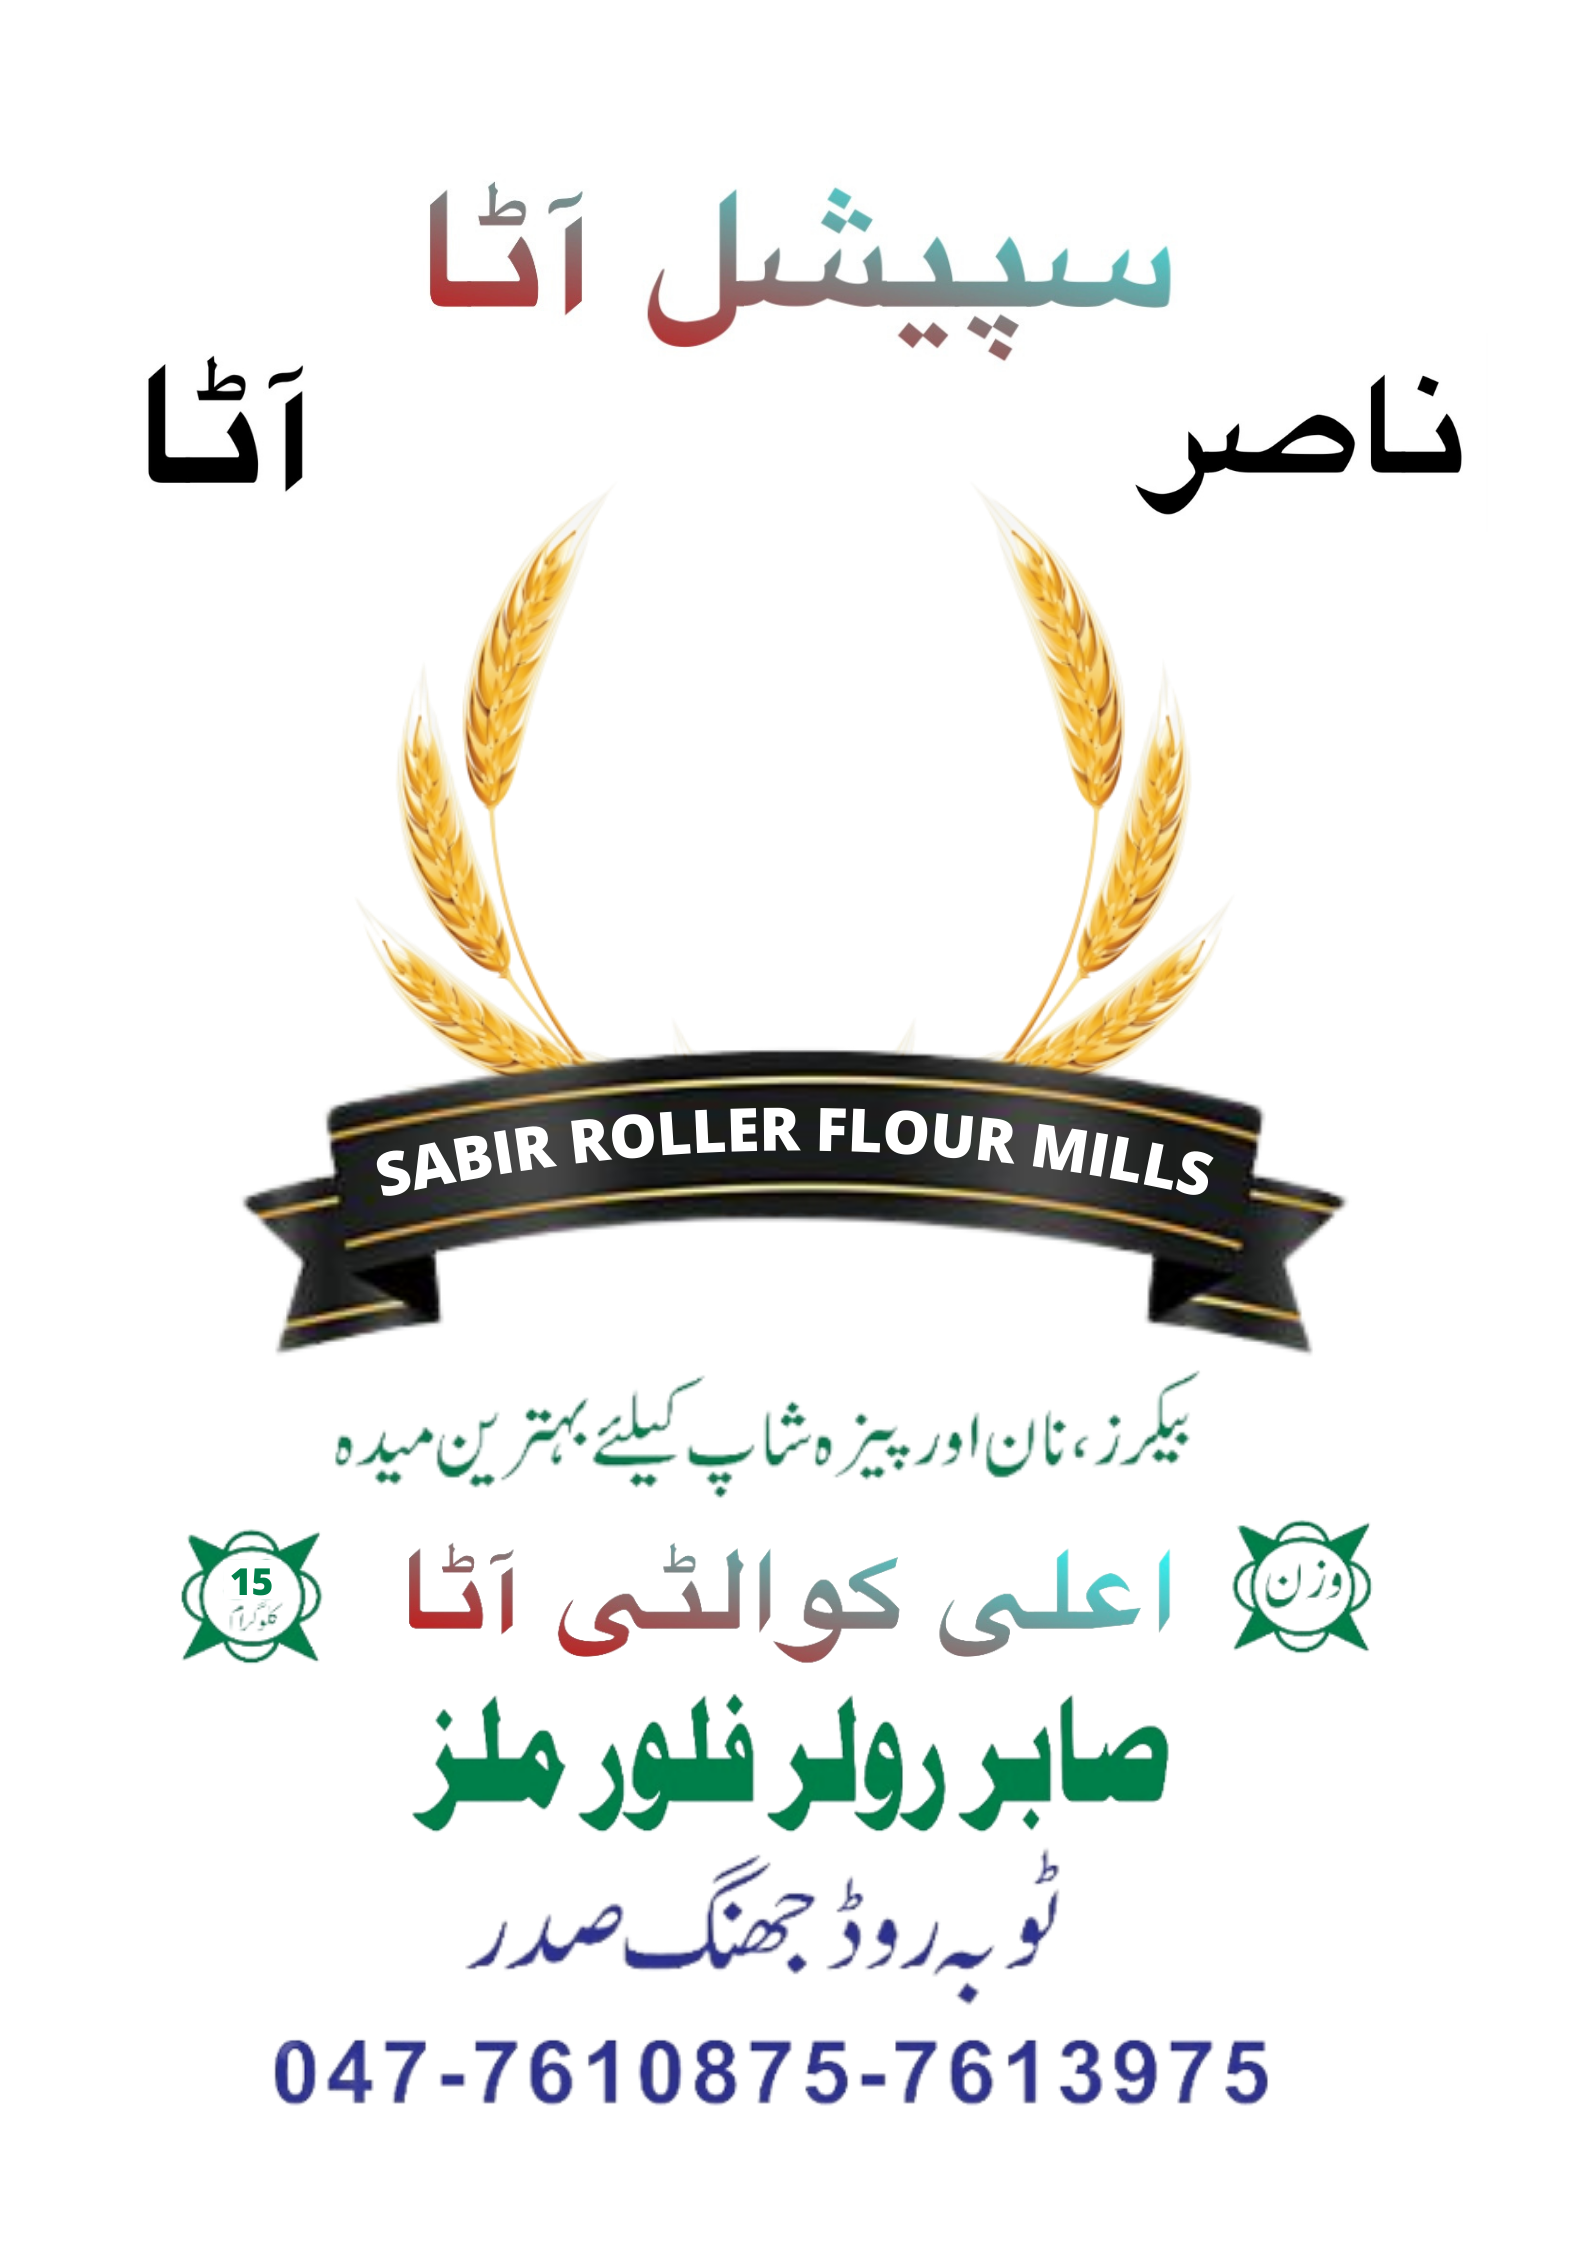 سپیشل آٹا
ناصر آٹا
SABIR ROLLER FLOUR MILLS
بیکرز، نان اور پیزہ شاپ کیلئے بہترین میدہ
وزن
اعلی کوالٹی آٹا
15
کلوگرام
صابر رولر فلور ملز
ٹوبہ روڈ جھنگ صدر
047-7610875-7613975